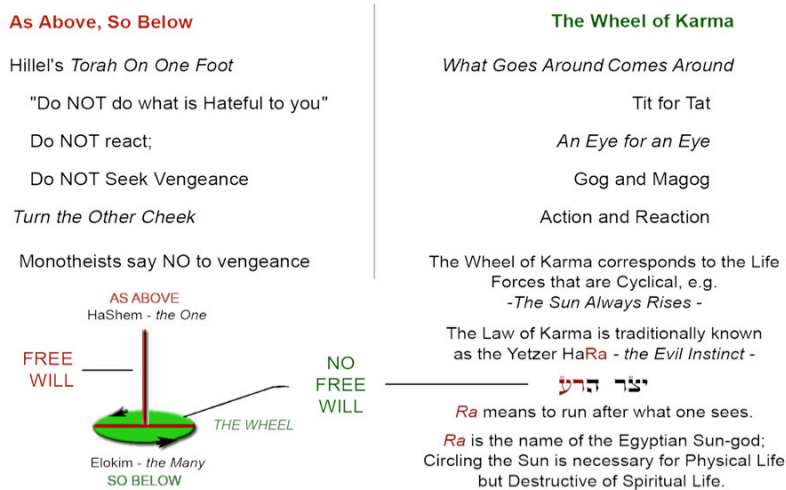 As Above, So Below
Hillel's Torah On One Foot
"Do NOT do what is Hateful to you"
Do NOT react;
Do NOT Seek Vengeance
Turn the Other Cheek
Monotheists say NO to vengeance
AS ABOVE
HaShem - the One
FREE
WILL
NO
FREE
WILL
THE WHEEL
Elokim - the Many
SO BELOW
The Wheel of Karma
What Goes Around Comes Around
Tit for Tat
An Eye for an Eye
Gog and Magog
Action and Reaction
The Wheel of Karma corresponds to the Life
Forces that are Cyclical, e.g.
-The Sun Always Rises -
The Law of Karma is traditionally known
as the Yetzer HaRa - the Evil Instinct -
יצר הרע
Ra means to run after what one sees.
Ra is the name of the Egyptian Sun-god;
Circling the Sun is necessary for Physical Life
but Destructive of Spiritual Life.